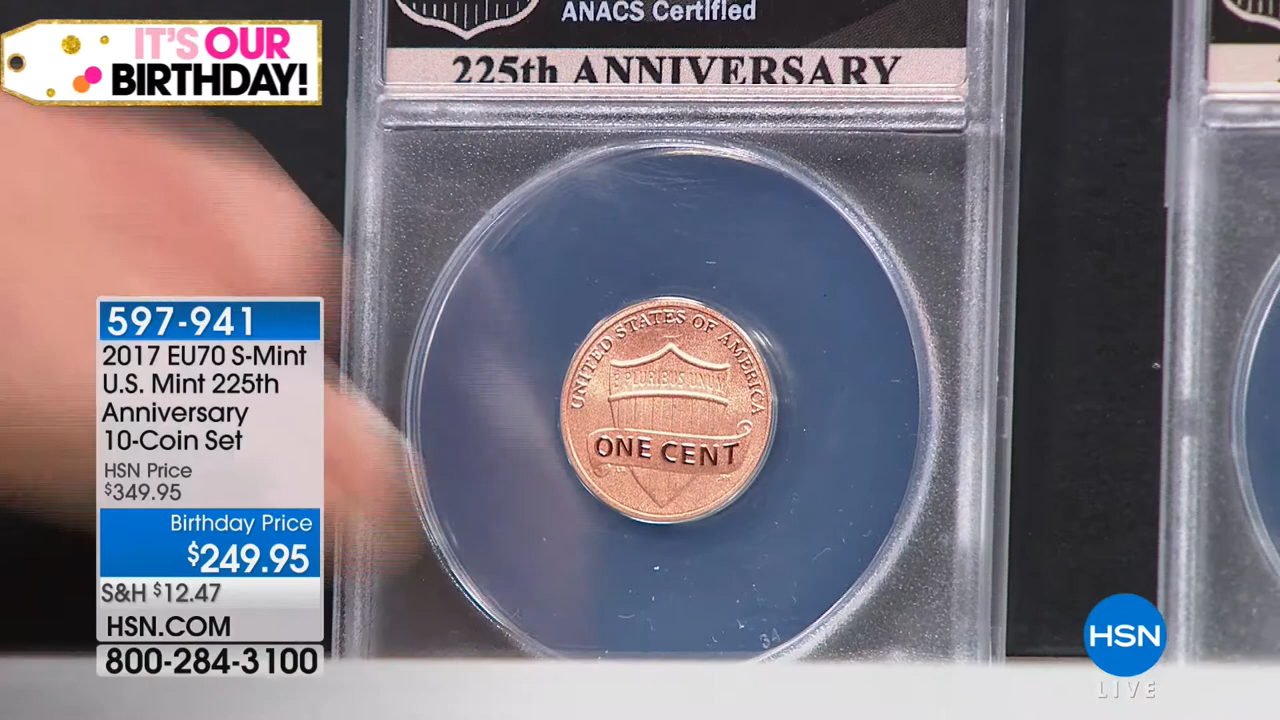 IT'S OUR
BIRTHDAY!
ANACS Certified
225th ANNIVERSARY
UNITED STATES OF AMERICA
E PLURIBUS UNUM
ONE CENT
34
597-941
2017 EU70 S-Mint
U.S. Mint 225th
Anniversary
10-Coin Set
HSN Price
$349.95
Birthday Price
$249.95
S&H $12.47
HSN.COM
800-284-3100
HSN
LIVE